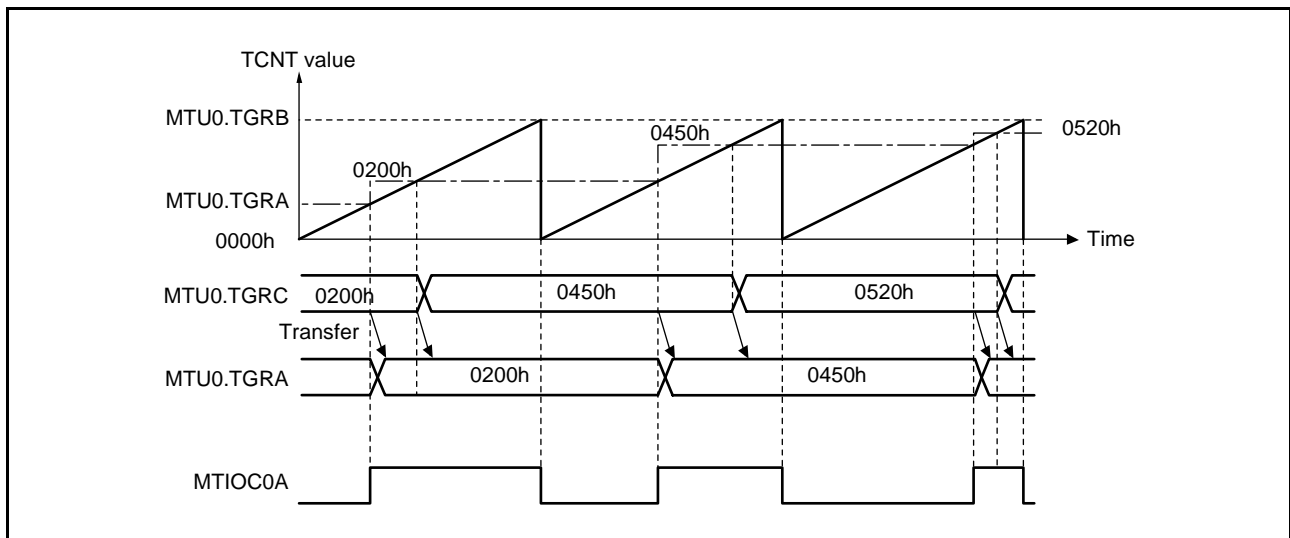 TCNT value
MTU0.TGRB
0450h
0520h
0200h
MTU0.TGRA
0000h
Time
MTU0.TGRC
0200h
0450h
0520h
Transfer
MTU0.TGRA
0200h
0450h
MTIOC0A